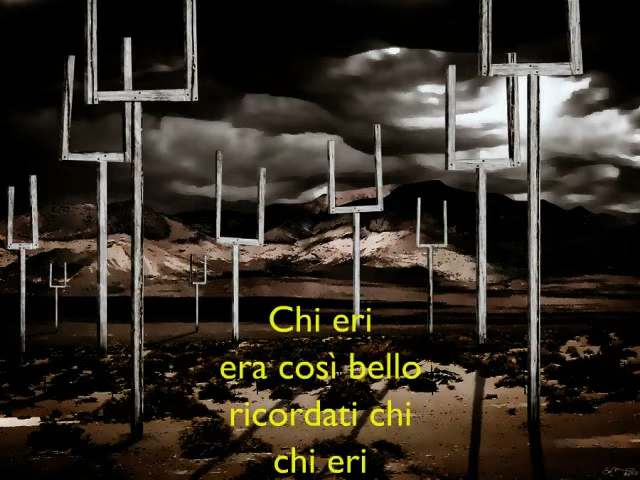 Chi eri
era così bello
ricordati chi
chi eri